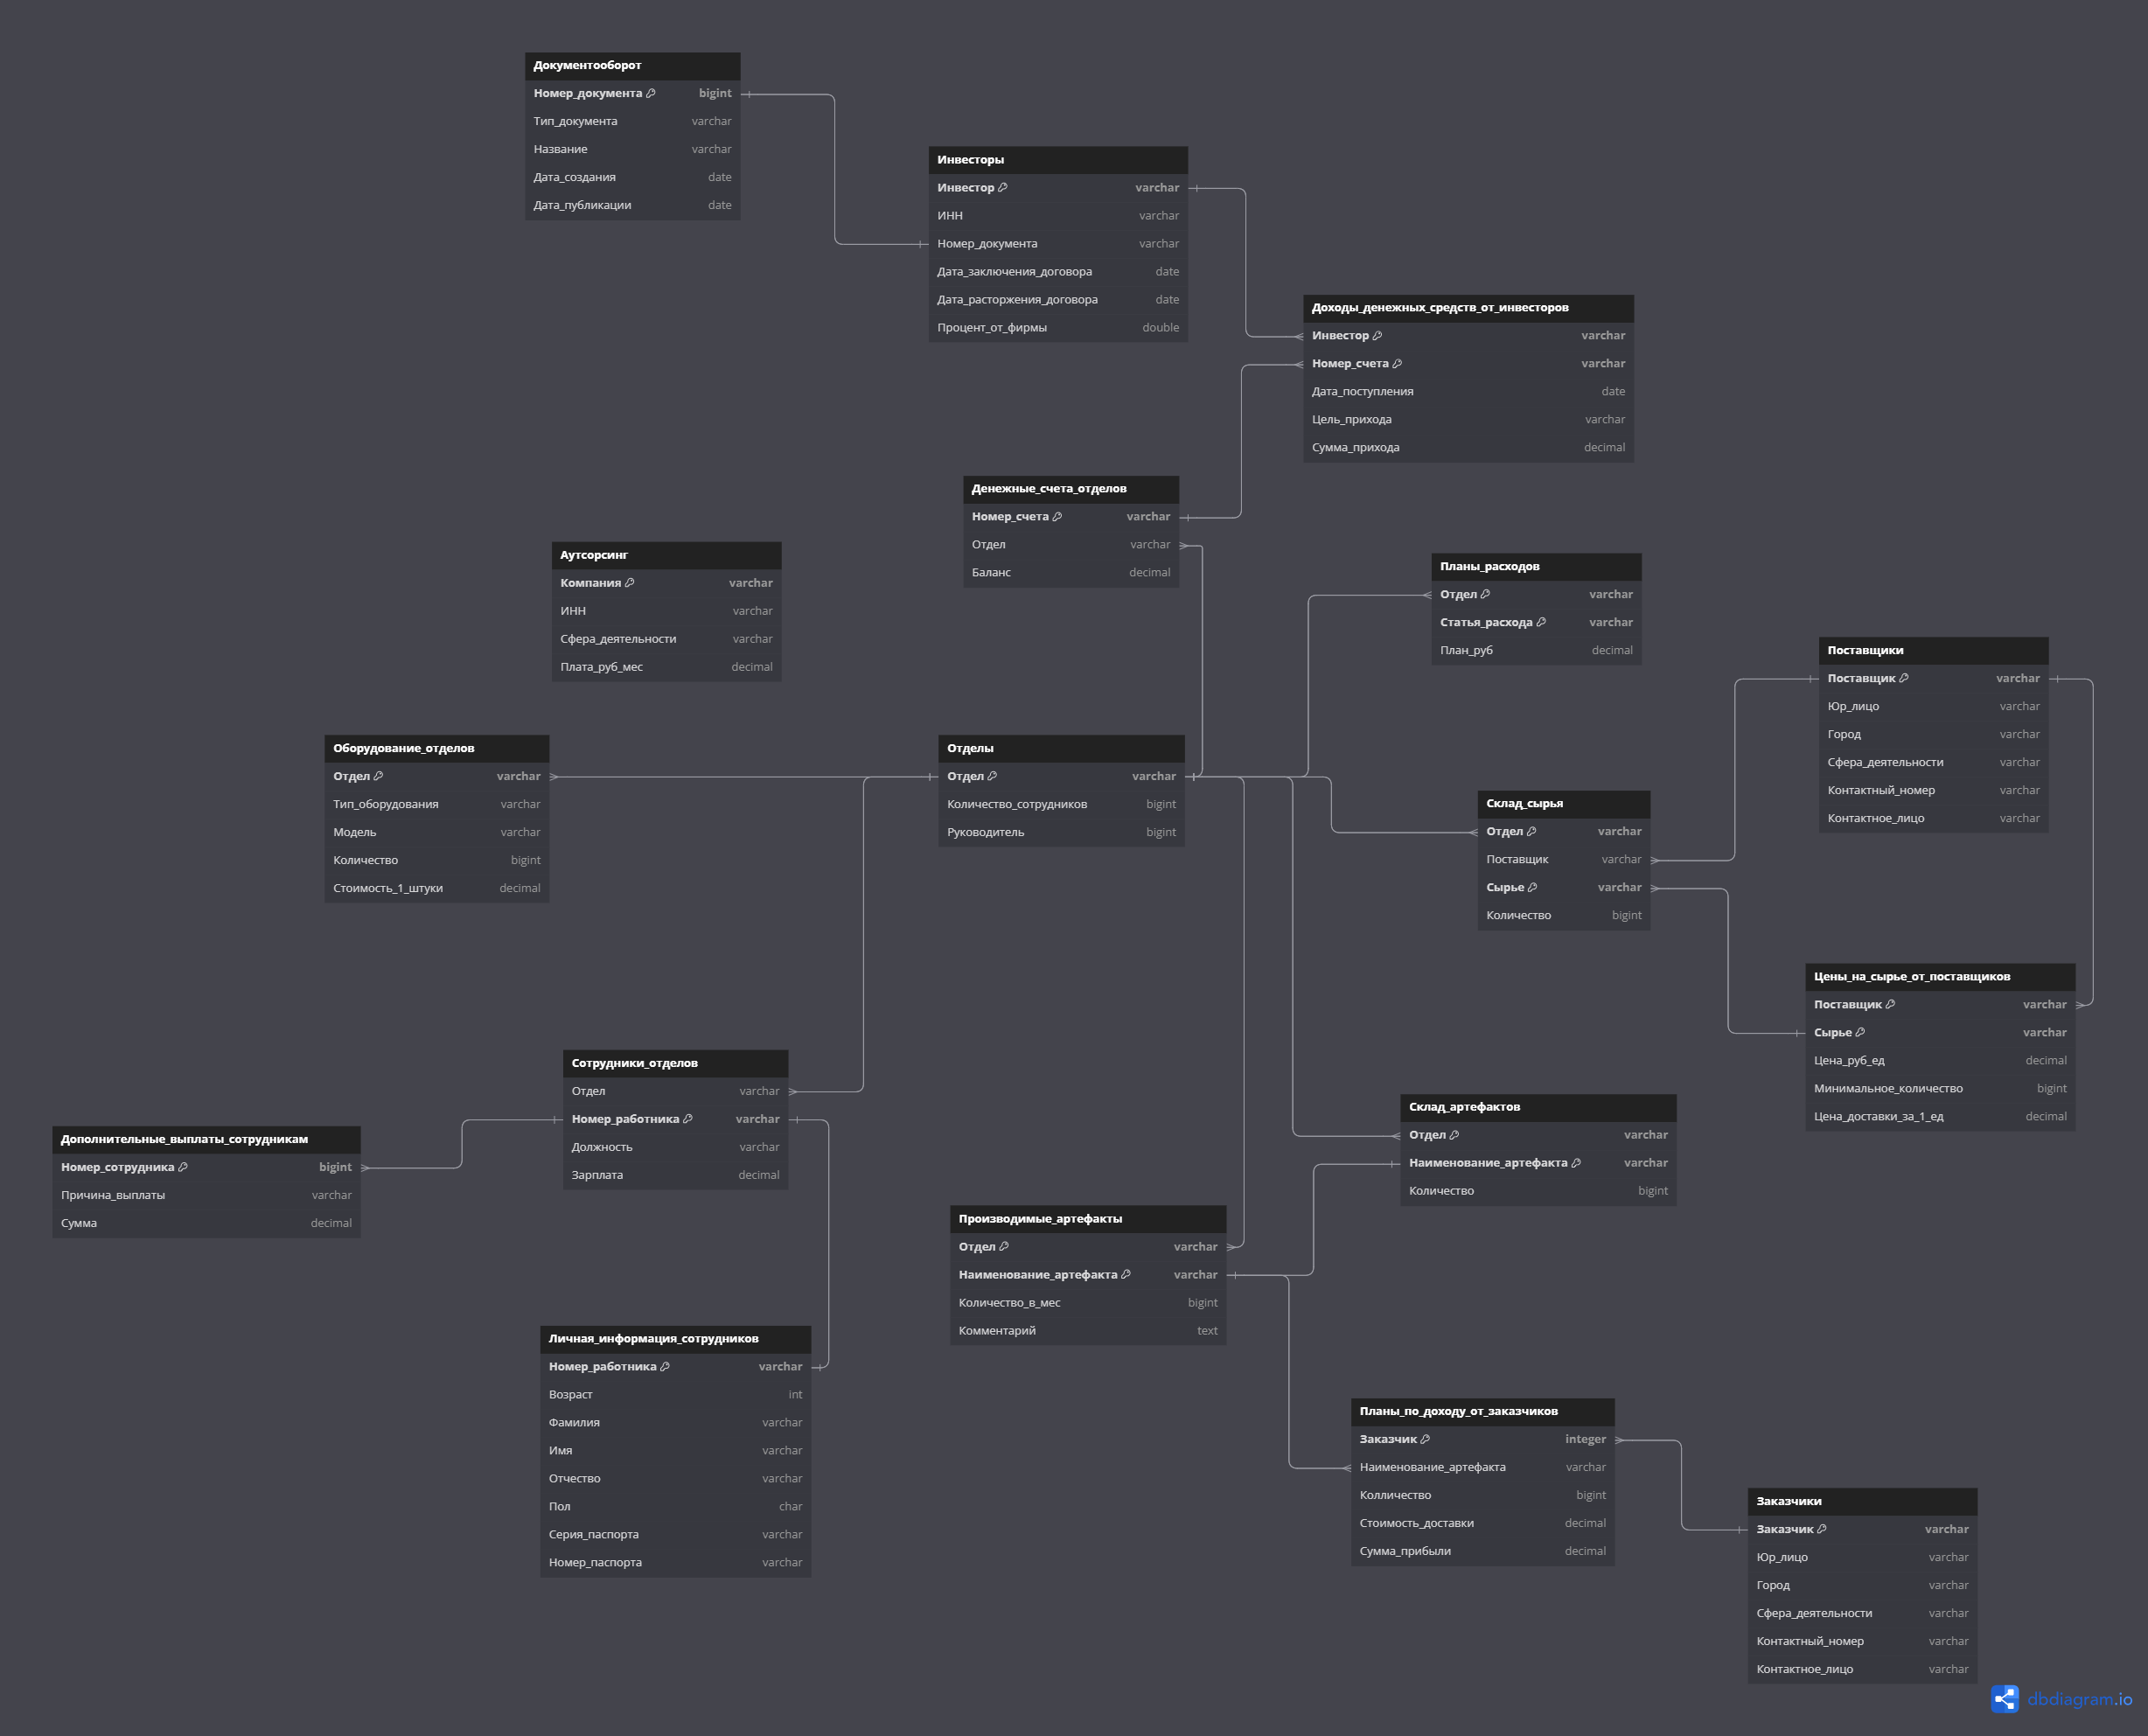 Документооборот
Номер_документа bigint
Тип_документа varchar
Название varchar
Дата_создания date
Дата_публикации date
Инвесторы
Инвестор varchar
ИНН varchar
Номер_документа varchar
Дата_заключения_договора date
Дата_расторжения_договора date
Процент_от_фирмы double
Доходы_денежных_средств_от_инвесторов
Инвестор varchar
Номер_счета varchar
Дата_поступления date
Цель_прихода varchar
Сумма_прихода decimal
Денежные_счета_отделов
Номер_счета varchar
Отдел varchar
Баланс decimal
Аутсорсинг
Компания varchar
ИНН varchar
Сфера_деятельности varchar
Плата_руб_мес decimal
Планы_расходов
Отдел varchar
Статья_расхода varchar
План_руб decimal
Поставщики
Поставщик varchar
Юр_лицо varchar
Город varchar
Сфера_деятельности varchar
Контактный_номер varchar
Контактное_лицо varchar
Оборудование_отделов
Отдел varchar
Тип_оборудования varchar
Модель varchar
Количество bigint
Стоимость_1_штуки decimal
Отделы
Отдел varchar
Количество_сотрудников bigint
Руководитель bigint
Склад_сырья
Отдел varchar
Поставщик varchar
Сырье varchar
Количество bigint
Цены_на_сырье_от_поставщиков
Поставщик varchar
Сырье varchar
Цена_руб_ед decimal
Минимальное_количество bigint
Цена_доставки_за_1_ед decimal
Сотрудники_отделов
Отдел varchar
Номер_работника varchar
Должность varchar
Зарплата decimal
Склад_артефактов
Отдел varchar
Наименование_артефакта varchar
Количество bigint
Дополнительные_выплаты_сотрудникам
Номер_сотрудника bigint
Причина_выплаты varchar
Сумма decimal
Производимые_артефакты
Отдел varchar
Наименование_артефакта varchar
Количество_в_мес bigint
Комментарий text
Личная_информация_сотрудников
Номер_работника varchar
Возраст int
Фамилия varchar
Имя varchar
Отчество varchar
Пол char
Серия_паспорта varchar
Номер_паспорта varchar
Планы_по_доходу_от_заказчиков
Заказчик integer
Наименование_артефакта varchar
Колличество bigint
Стоимость_доставки decimal
Сумма_прибыли decimal
Заказчики
Заказчик varchar
Юр_лицо varchar
Город varchar
Сфера_деятельности varchar
Контактный_номер varchar
Контактное_лицо varchar
dbdiagram.io